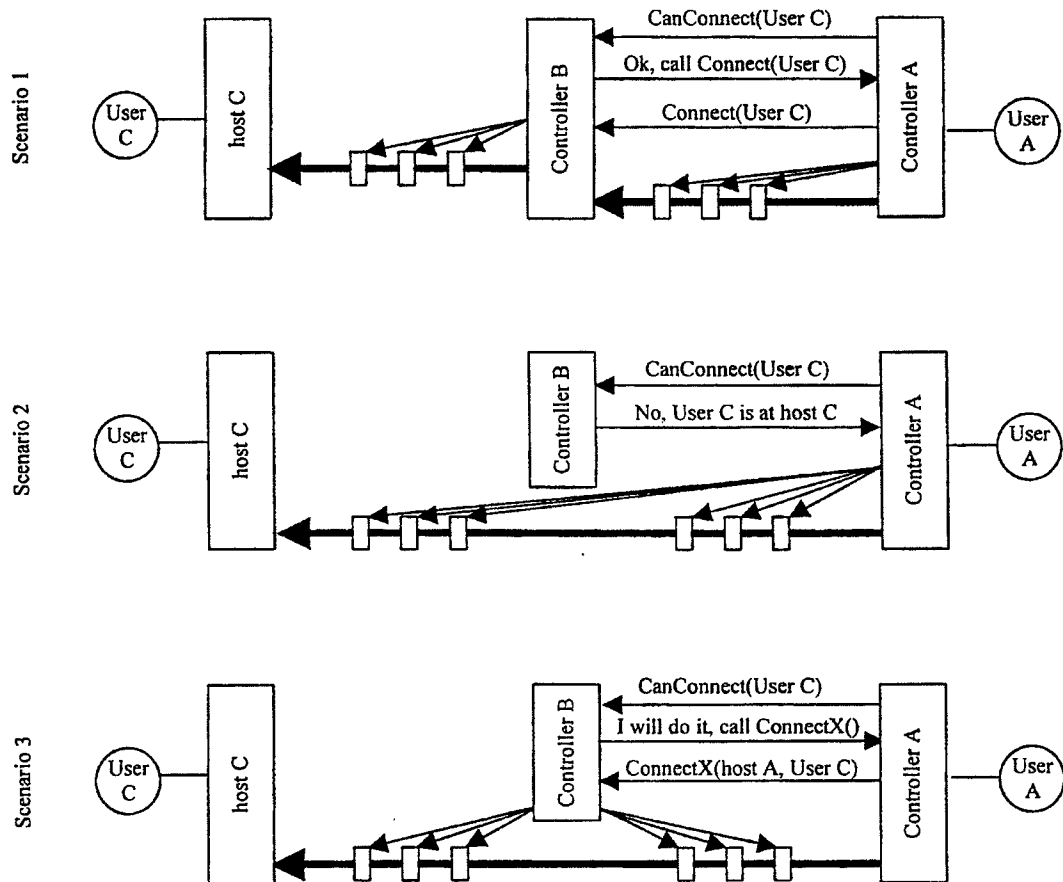 Scenario 1
User
C
host C
Controller B
CanConnect(User C)
Ok, call Connect(User C)
Connect(User C)
Controller A
User
A
Scenario 2
User
C
host C
Controller B
CanConnect(User C)
No, User C is at host C
Controller A
User
A
Scenario 3
User
C
host C
Controller B
CanConnect(User C)
I will do it, call ConnectX()
ConnectX(host A, User C)
Controller A
User
A